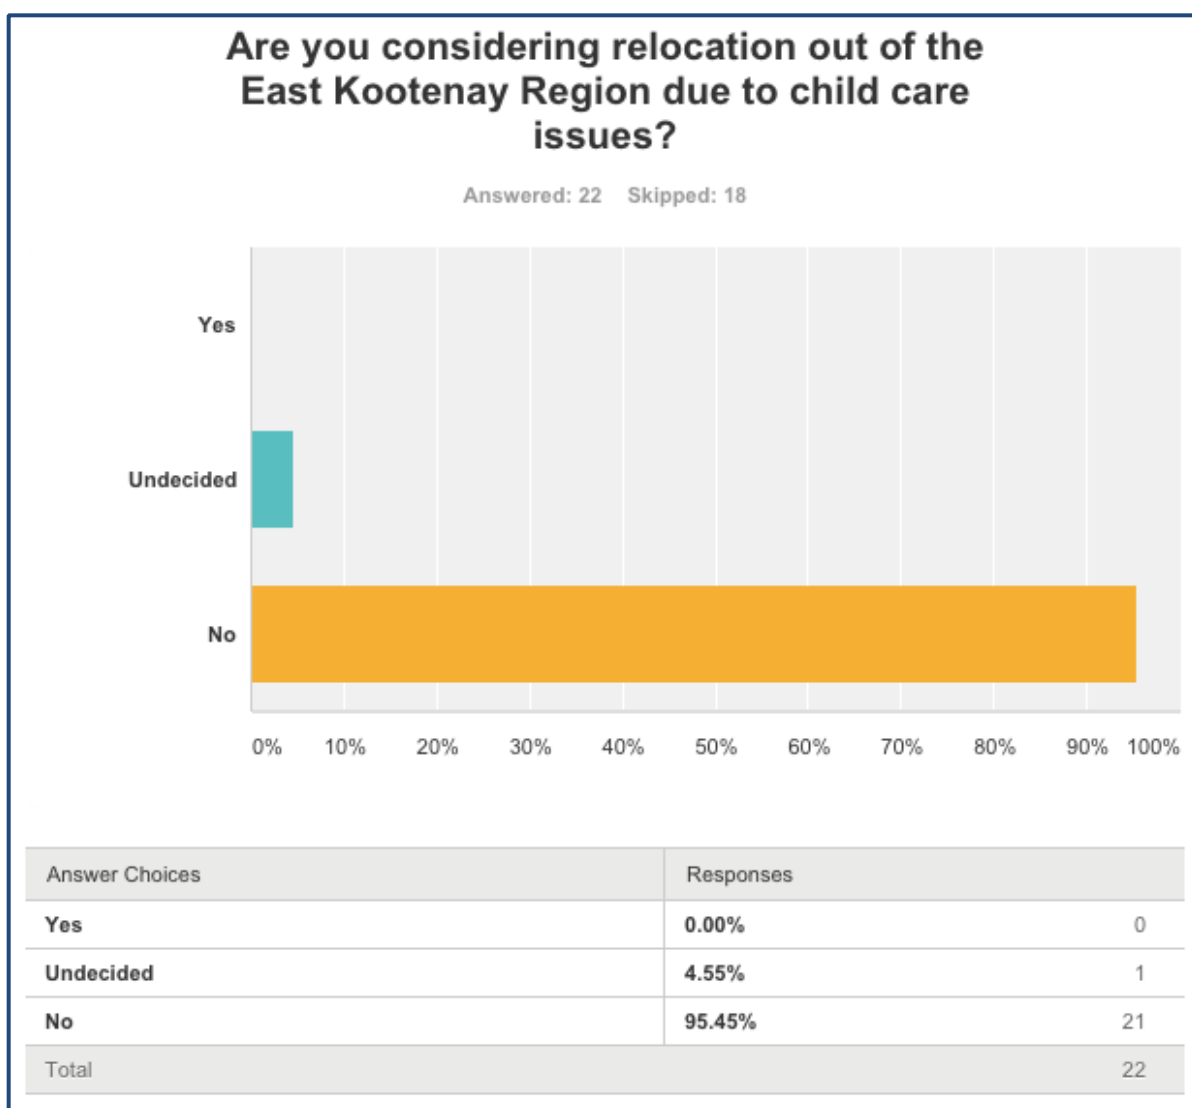 Are you considering relocation out of the
East Kootenay Region due to child care
issues?
Answered: 22 Skipped: 18
Yes
Undecided
No
0% 10% 20% 30% 40% 50% 60% 70% 80% 90% 100%
Answer Choices Responses
Yes 0.00% 0
Undecided 4.55% 1
No 95.45% 21
Total 22